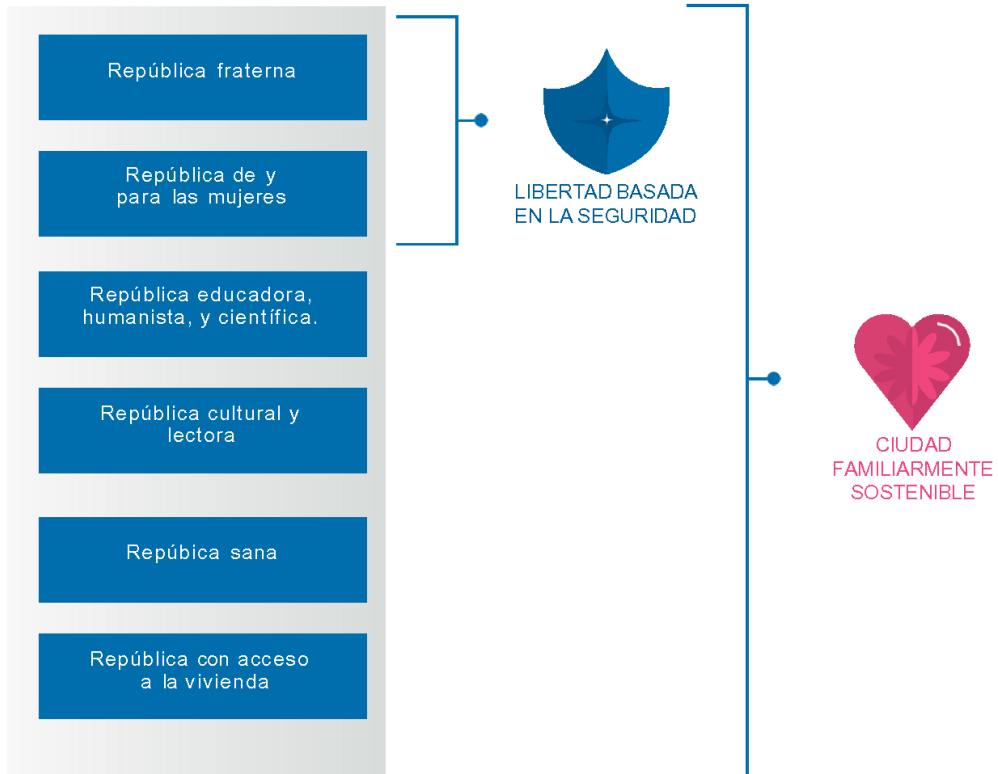 República fraterna
República de y
para las mujeres
LIBERTAD BASADA
EN LA SEGURIDAD
República educadora,
humanista, y científica.
República cultural y
lectora
CIUDAD
FAMILIARMENTE
SOSTENIBLE
Repúbica sana
República con acceso
a la vivienda